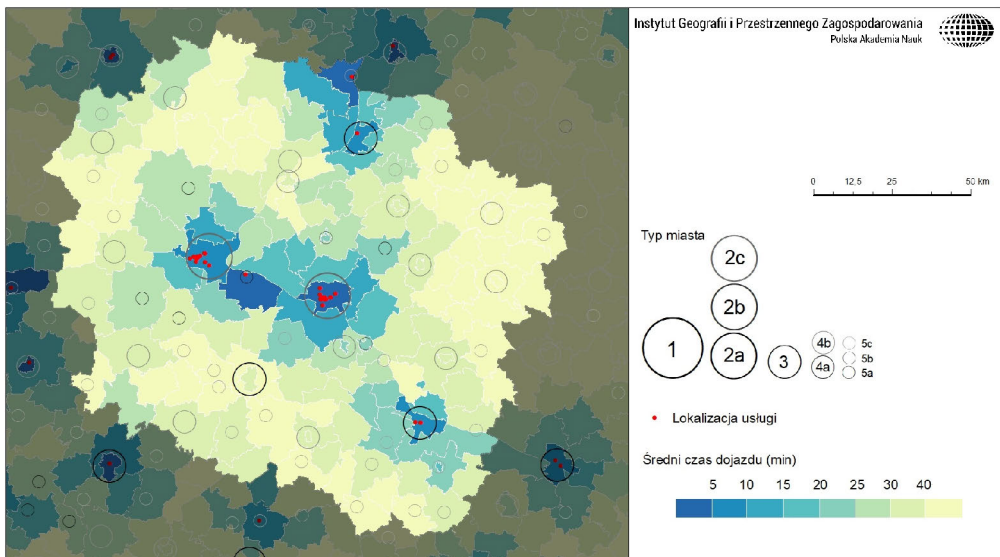 Instytut Geografii i Przestrzennego Zagospodarowania
Polska Akademia Nauk
0 12.5 25 50 km
Typ miasta
2c
2b
1 2a 3 4b 5c
4a 5b
5a
Lokalizacja usługi
Średni czas dojazdu (min)
5 10 15 20 25 30 40